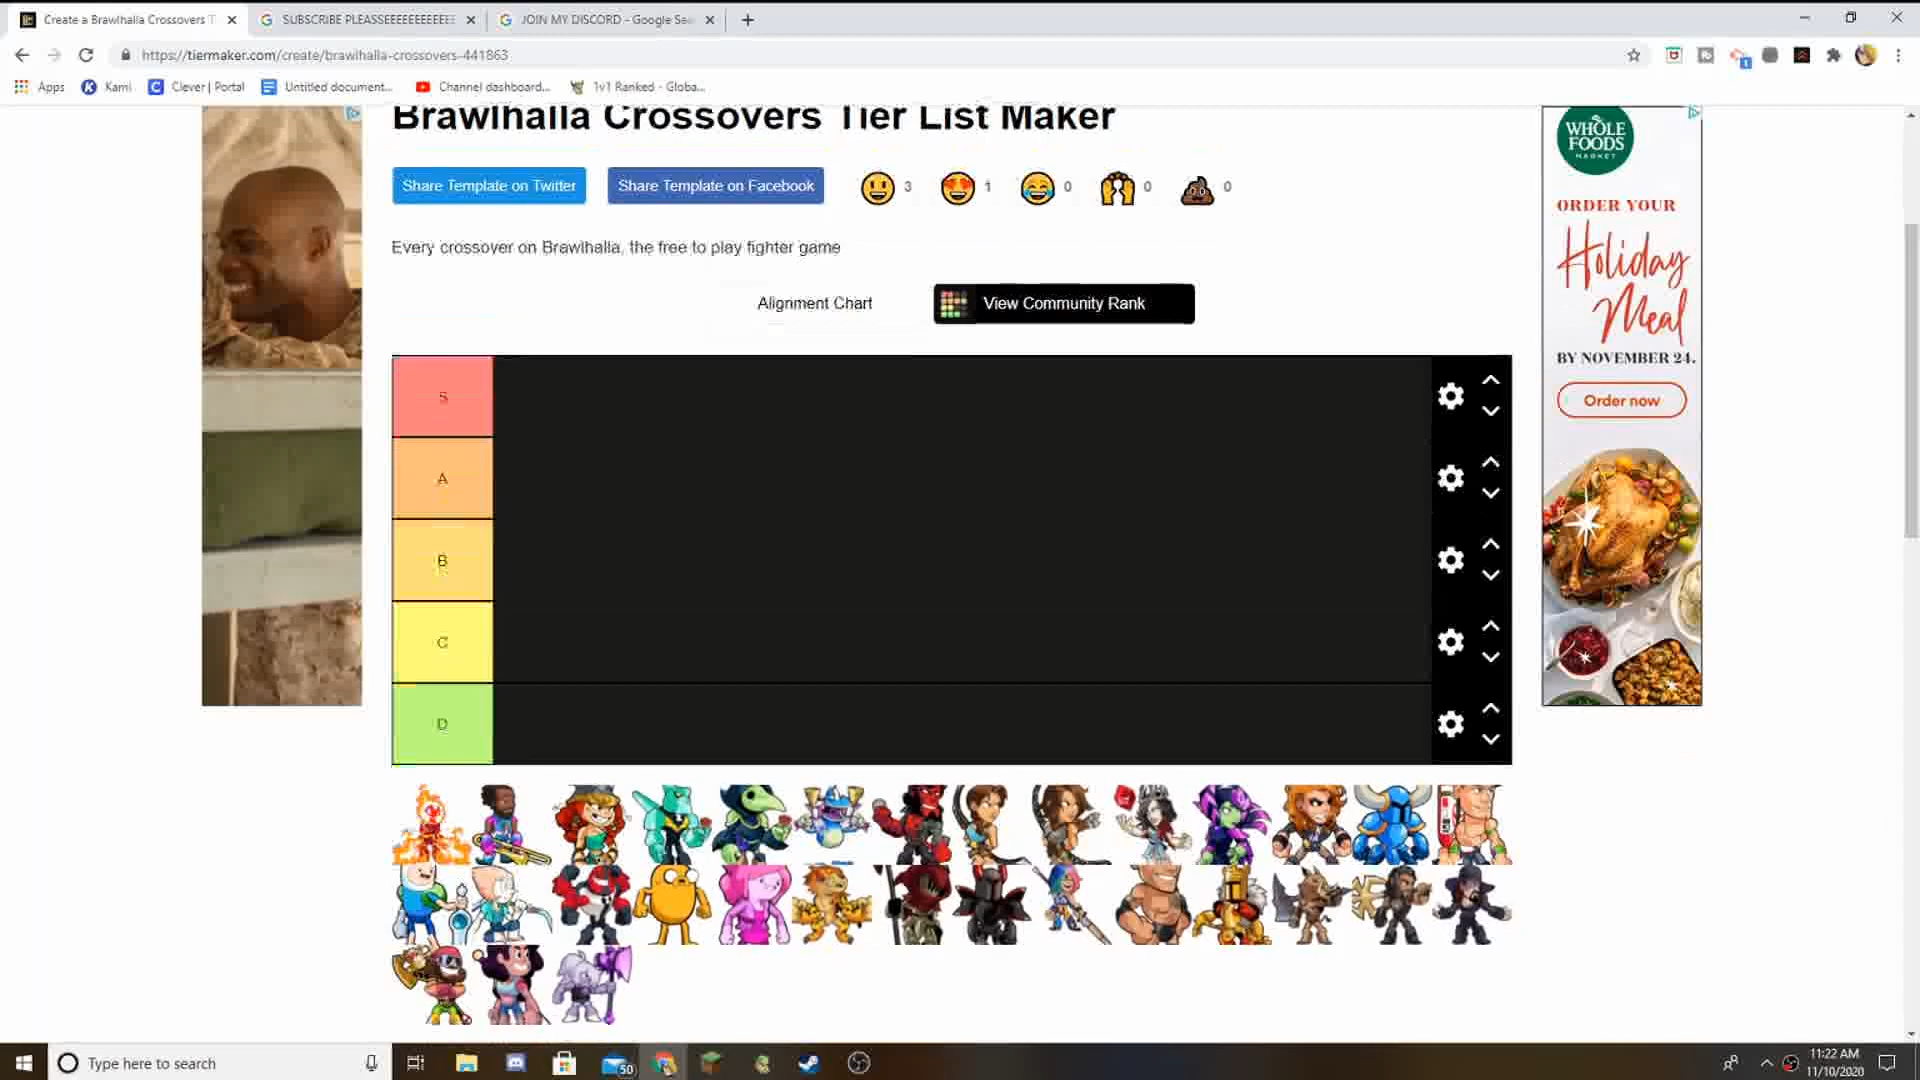 Create a Brawlhalla Crossovers T
SUBSCRIBE PLEASSEEEEEEEEEEE
JOIN MY DISCORD - Google Sea
https://tiermaker.com/create/brawlhalla-crossovers-441863
Apps
Kami
Clever | Portal
Untitled document...
Channel dashboard...
1v1 Ranked - Globa...
Brawlhalla Crossovers Tier List Maker
Share Template on Twitter
Share Template on Facebook
3
1
0
0
0
Every crossover on Brawlhalla, the free to play fighter game
Alignment Chart
View Community Rank
S
A
B
C
D
WHOLE
FOODS
MARKET
ORDER YOUR
Holiday
Meal
BY NOVEMBER 24.
Order now
Type here to search
50
11:22 AM
11/10/2020